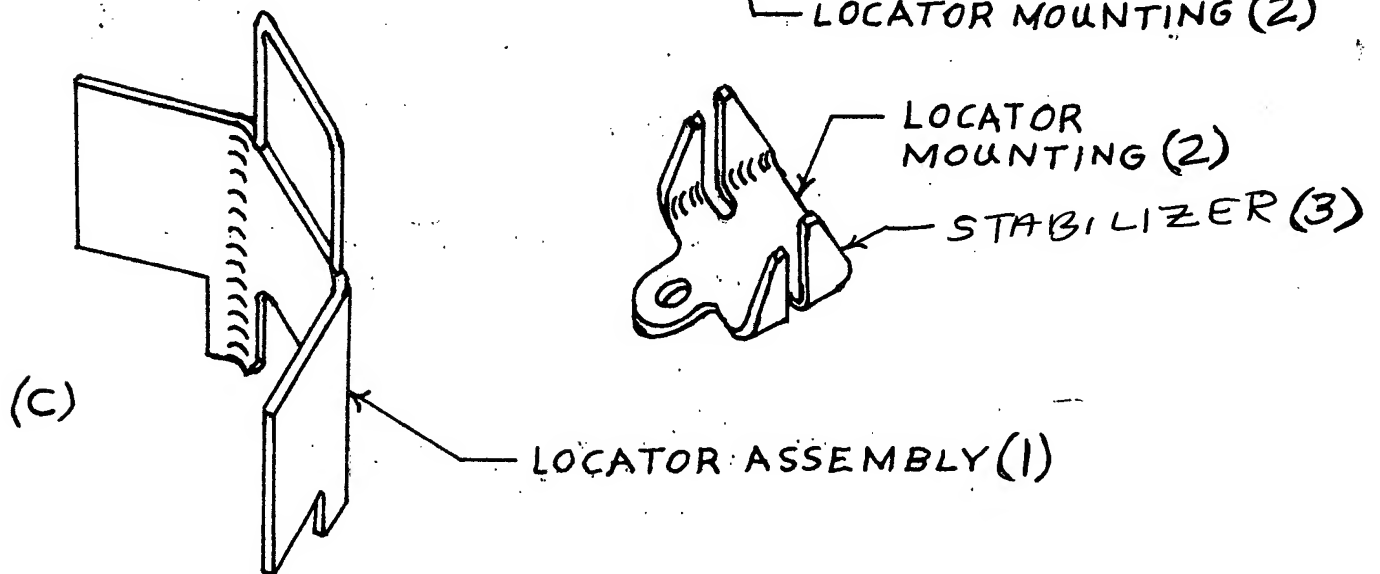 LOCATOR MOUNTING (2)
LOCATOR
MOUNTING (2)
STABILIZER (3)
(C)
LOCATOR ASSEMBLY (1)